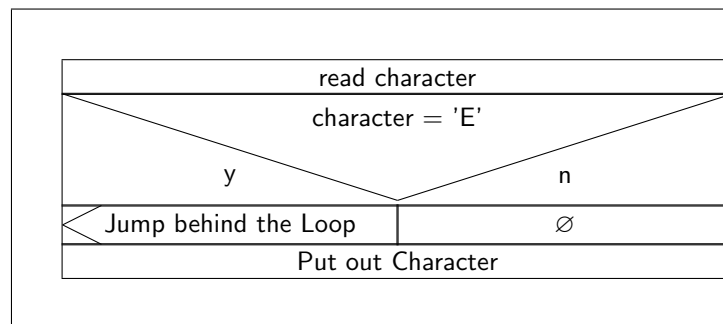 read character
character = 'E'
y
n
Jump behind the Loop
∅
Put out Character